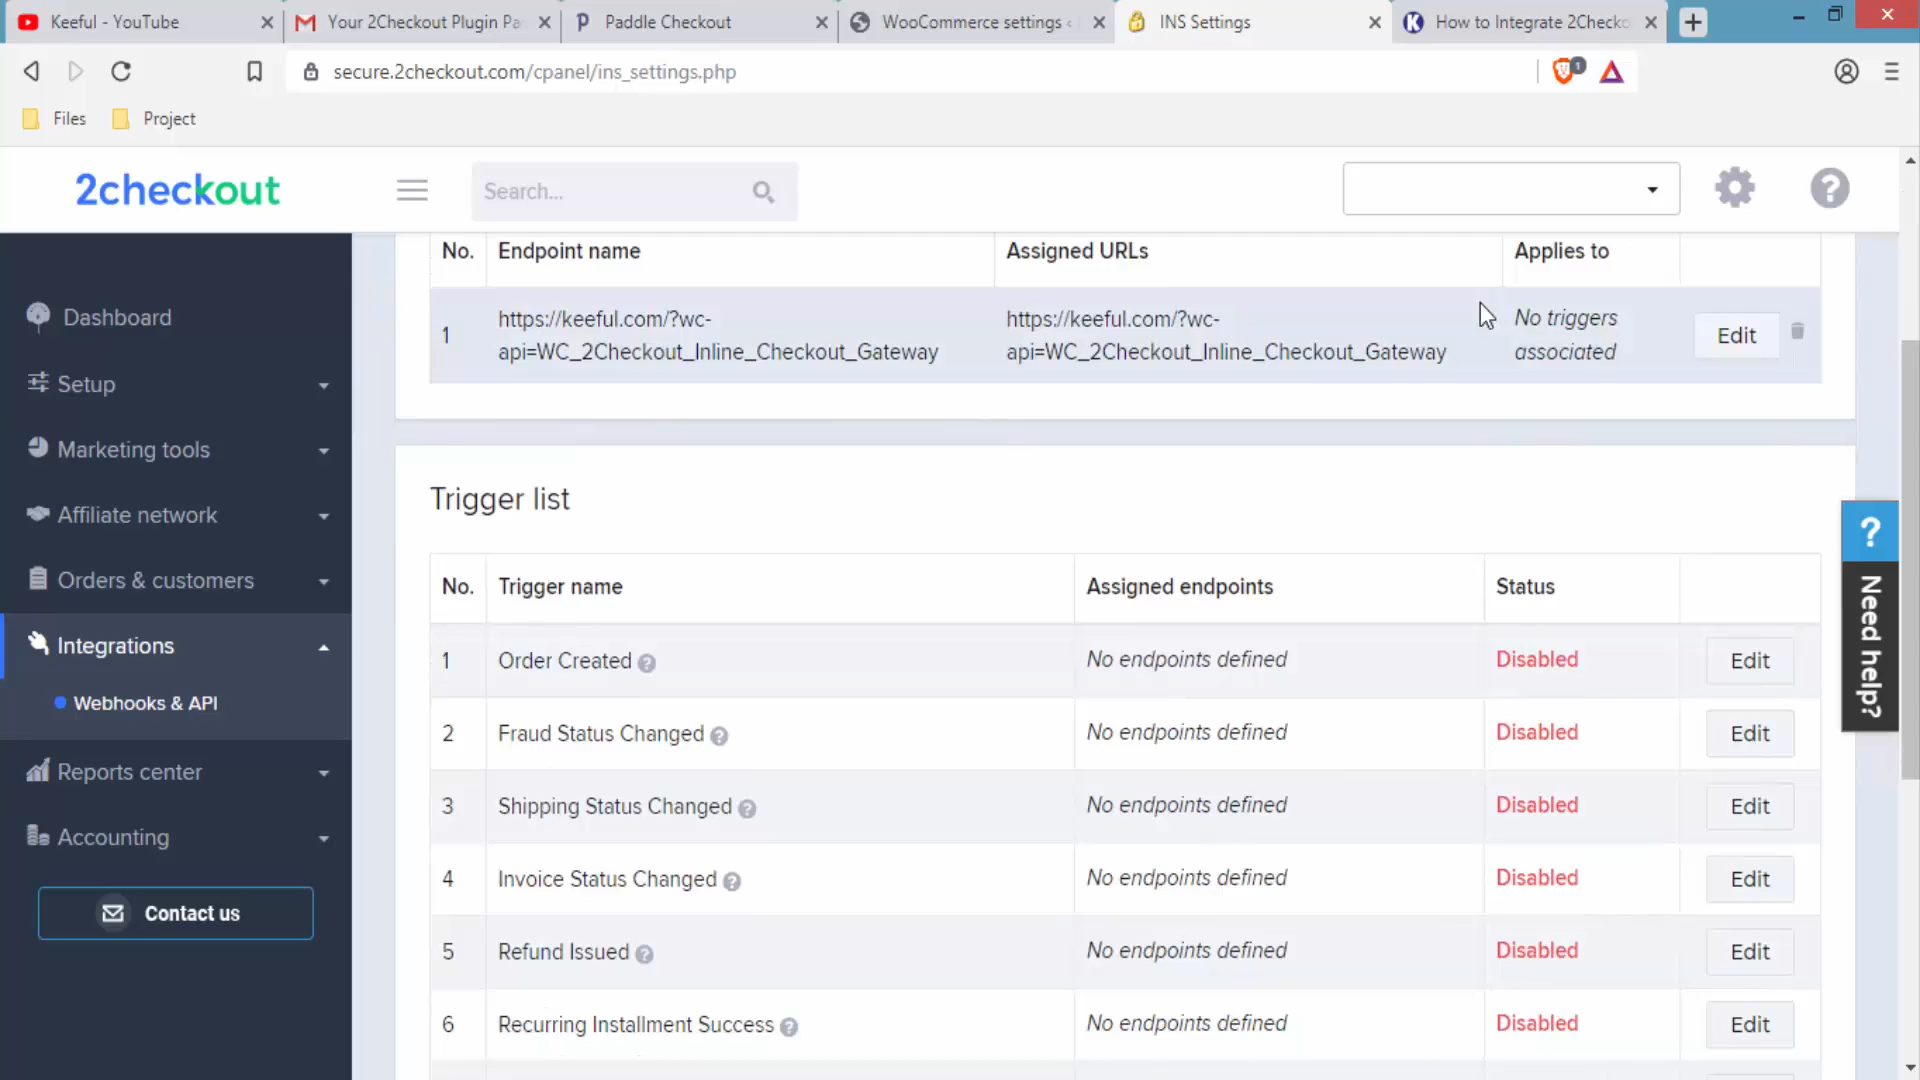 Keeful - YouTube
Your 2Checkout Plugin Pa
Paddle Checkout
WooCommerce settings ‹
INS Settings
How to Integrate 2Checko
secure.2checkout.com/cpanel/ins_settings.php
1
Files
Project
2checkout
Search...
Dashboard
Setup
Marketing tools
Affiliate network
Orders & customers
Integrations
Webhooks & API
Reports center
Accounting
Contact us
No. Endpoint name Assigned URLs Applies to
1 https://keeful.com/?wc- https://keeful.com/?wc- No triggers
api=WC_2Checkout_Inline_Checkout_Gateway api=WC_2Checkout_Inline_Checkout_Gateway associated
Edit
Trigger list
No. Trigger name Assigned endpoints Status
1 Order Created ? No endpoints defined Disabled Edit
2 Fraud Status Changed ? No endpoints defined Disabled Edit
3 Shipping Status Changed ? No endpoints defined Disabled Edit
4 Invoice Status Changed ? No endpoints defined Disabled Edit
5 Refund Issued ? No endpoints defined Disabled Edit
6 Recurring Installment Success ? No endpoints defined Disabled Edit
? Need help?